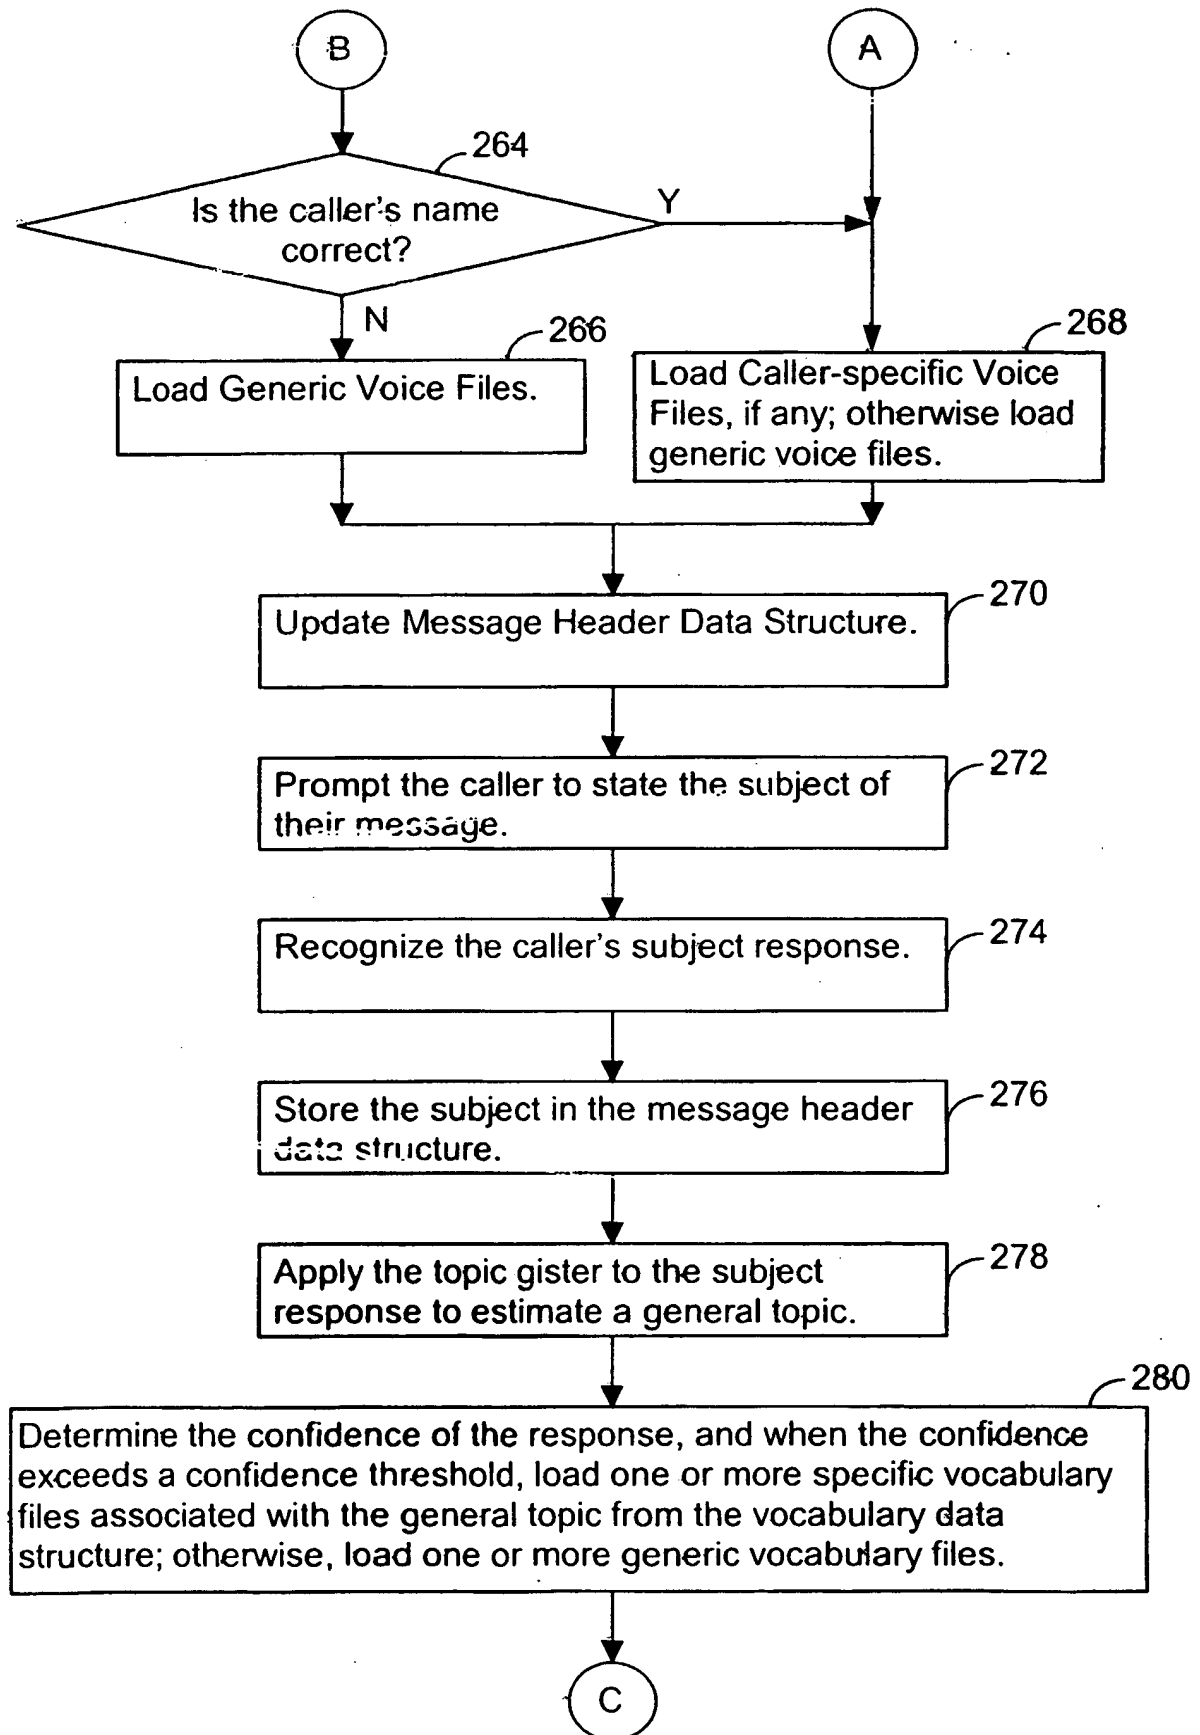 B
A
264
Is the caller's name
correct?
Y
N
266
Load Generic Voice Files.
268
Load Caller-specific Voice
Files, if any; otherwise load
generic voice files.
270
Update Message Header Data Structure.
272
Prompt the caller to state the subject of
their message.
274
Recognize the caller's subject response.
276
Store the subject in the message header
data structure.
278
Apply the topic gister to the subject
response to estimate a general topic.
280
Determine the confidence of the response, and when the confidence
exceeds a confidence threshold, load one or more specific vocabulary
files associated with the general topic from the vocabulary data
structure; otherwise, load one or more generic vocabulary files.
C